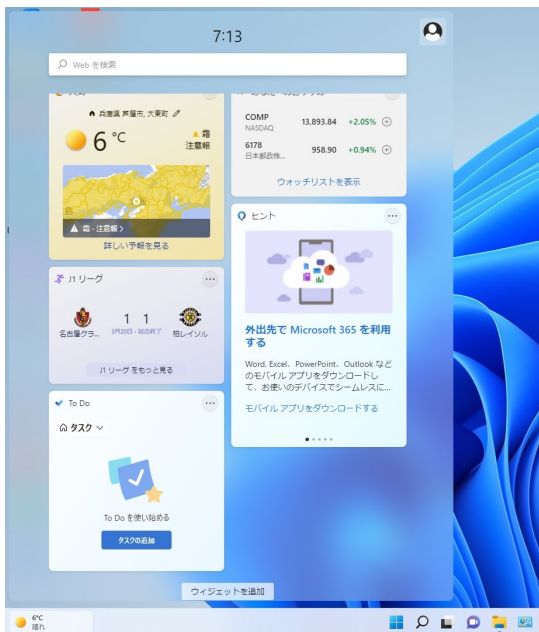 7:13
Web を検索
兵庫県 芦屋市, 大東町
6 °C
霜
注意報
霜 - 注意報 >
詳しい予報を見る
COMP
NASDAQ
13,893.84 +2.05%
6178
日本郵政株...
958.90 +0.94%
ウォッチリストを表示
ヒント
外出先で Microsoft 365 を利用
する
Word, Excel、PowerPoint、Outlook など
のモバイル アプリをダウンロードし
て、お使いのデバイスでシームレスに...
モバイル アプリをダウンロードする
J1 リーグ
1 1
名古屋グラ...
3月20日 - 試合終了
柏レイソル
J1 リーグ をもっと見る
To Do
タスク
To Do を使い始める
タスクの追加
ウィジェットを追加
6°C
晴れ